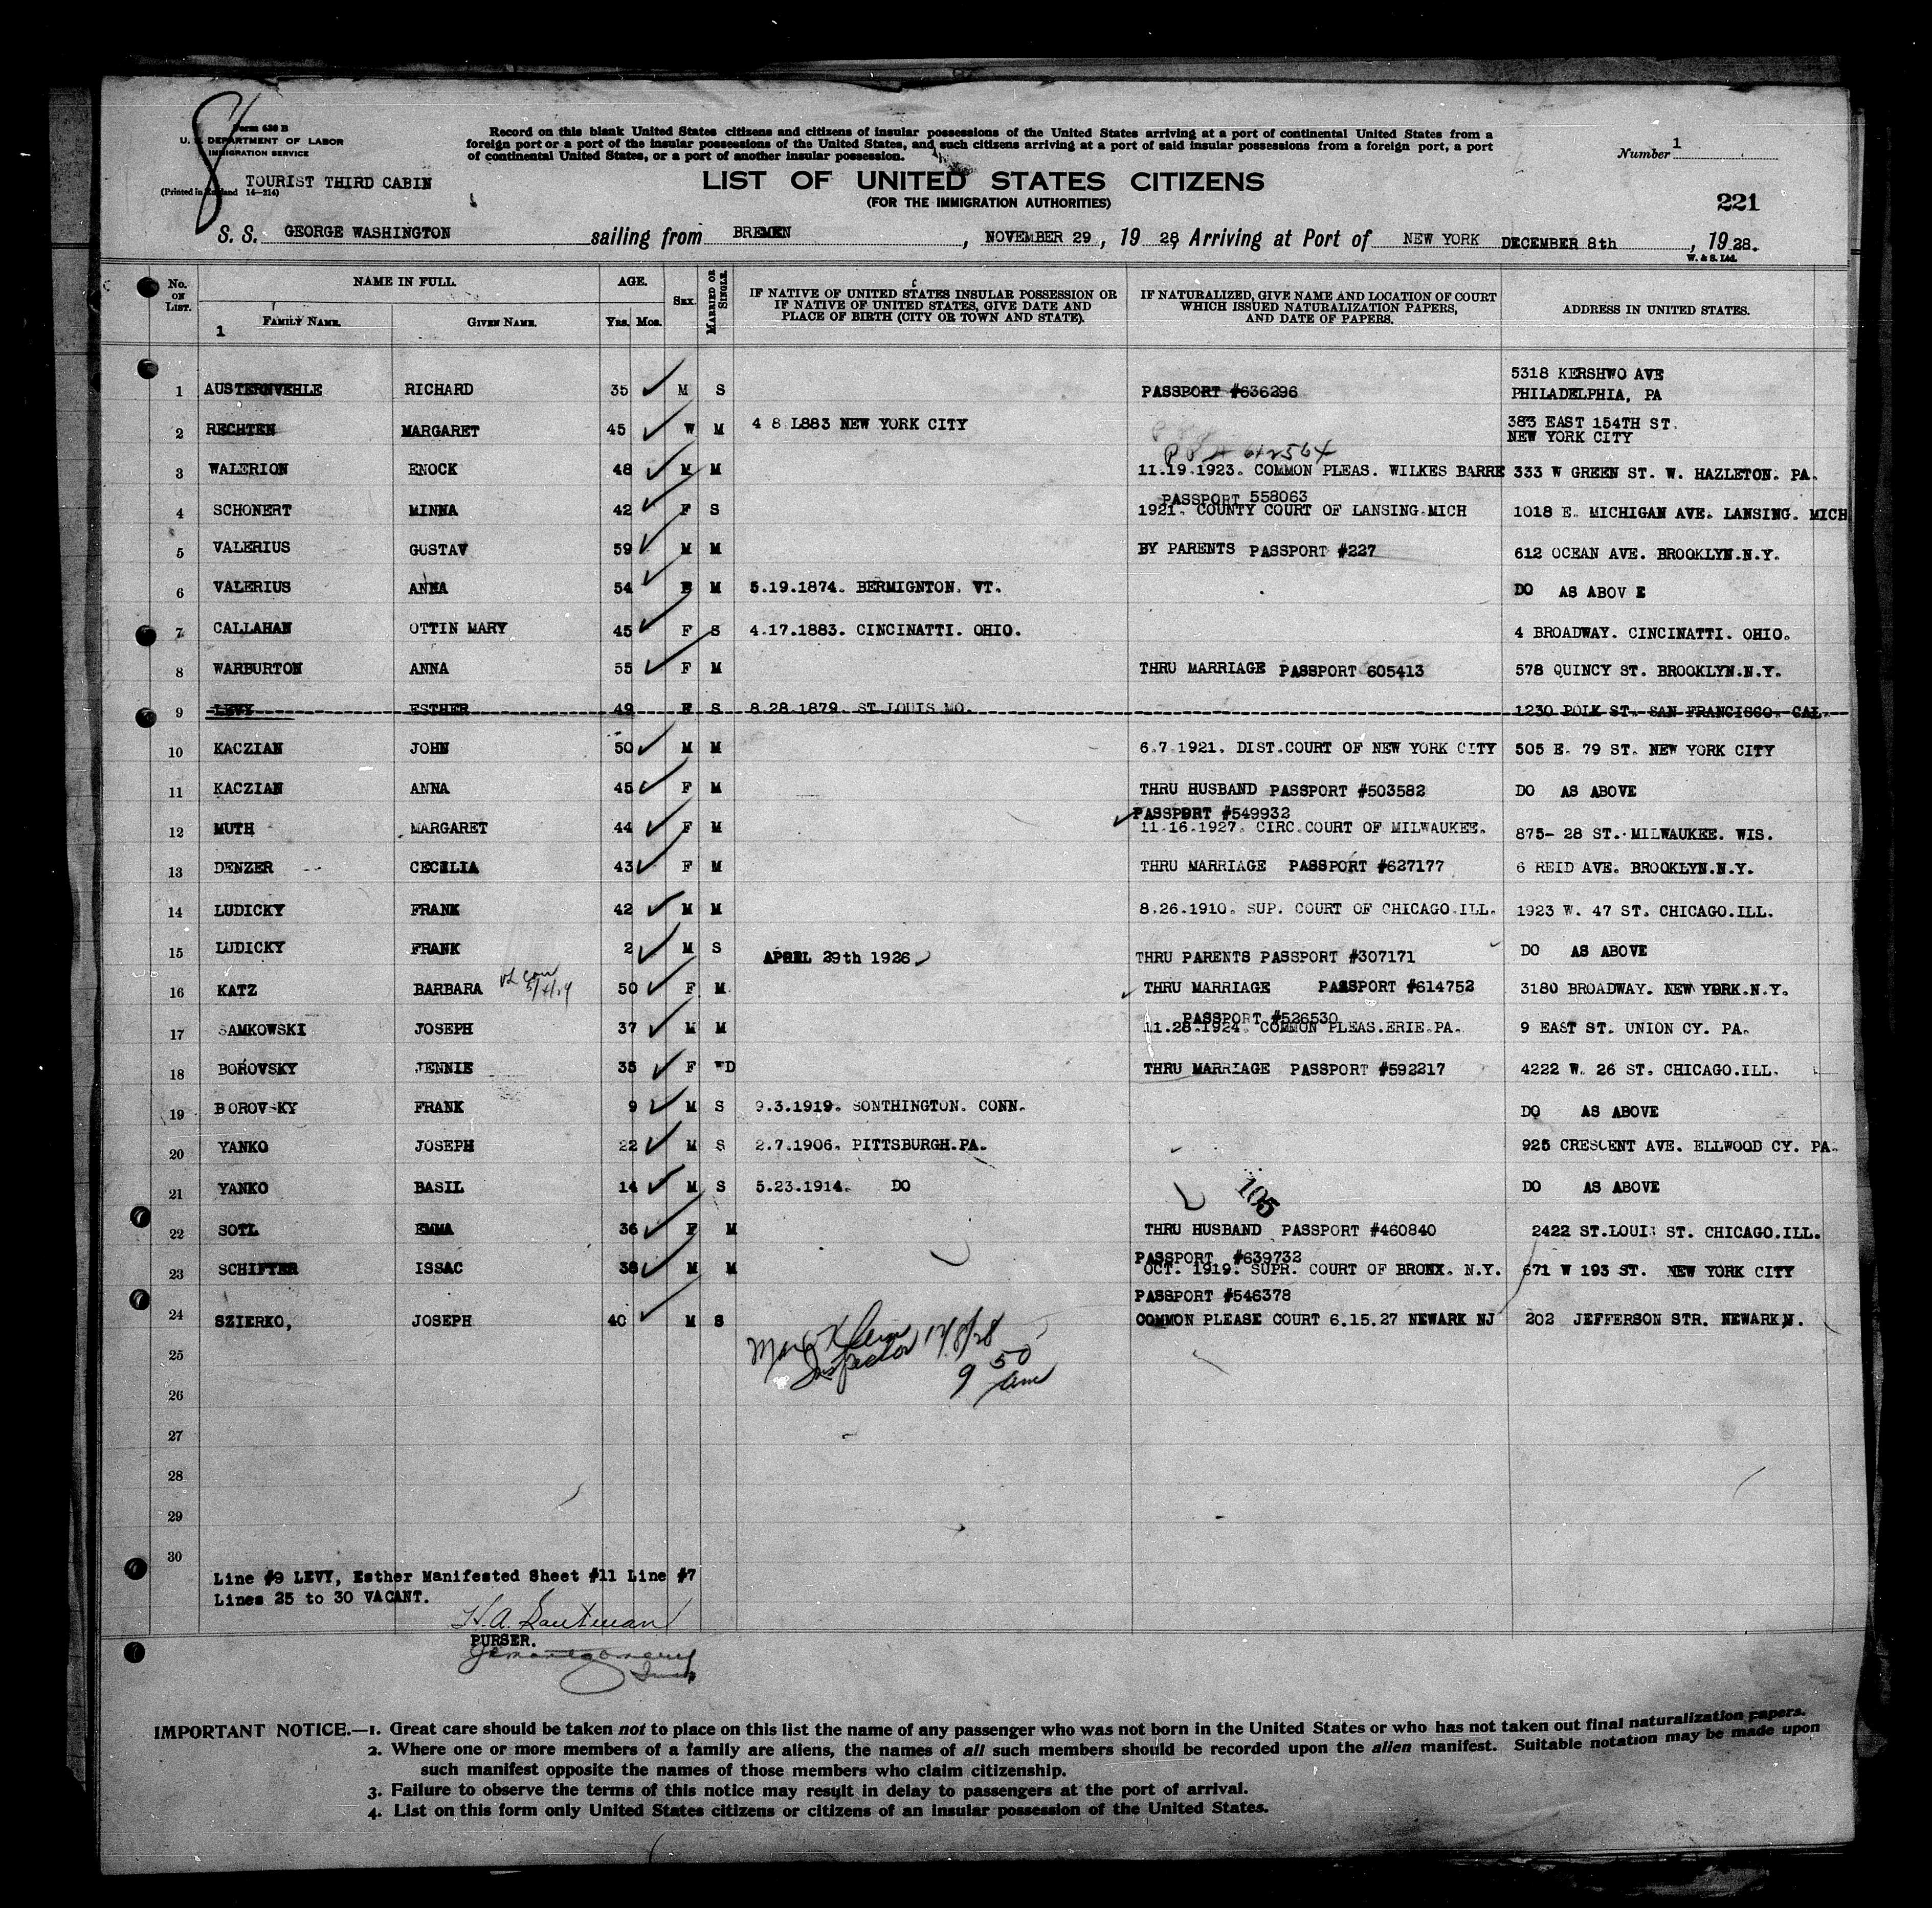 Form 630 B
U. S. DEPARTMENT OF LABOR
IMMIGRATION SERVICE
(Printed in England 14—214)
TOURIST THIRD CABIN
Record on this blank United States citizens and citizens of insular possessions of the United States arriving at a port of continental United States from a
foreign port or a port of the insular possessions of the United States, and such citizens arriving at a port of said insular possessions from a foreign port, a port
of continental United States, or a port of another insular possession.
Number 1
LIST OF UNITED STATES CITIZENS
(FOR THE IMMIGRATION AUTHORITIES)
221
S. S. GEORGE WASHINGTON sailing from BREMEN, NOVEMBER 29, 19 28, Arriving at Port of NEW YORK DECEMBER 8th, 19 28.
W. & S. Ltd.
No. ON LIST. NAME IN FULL. AGE. SEX. MARRIED OR SINGLE. IF NATIVE OF UNITED STATES INSULAR POSSESSION OR IF NATIVE OF UNITED STATES, GIVE DATE AND PLACE OF BIRTH (CITY OR TOWN AND STATE). IF NATURALIZED, GIVE NAME AND LOCATION OF COURT WHICH ISSUED NATURALIZATION PAPERS, AND DATE OF PAPERS. ADDRESS IN UNITED STATES.
1 FAMILY NAME. GIVEN NAME. Yrs. Mos.
5318 KERSHWO AVE
1 AUSTERNVEHLE RICHARD 35 M S PASSPORT #636296 PHILADELPHIA, PA
2 RECHTEN MARGARET 45 W M 4 8 L883 NEW YORK CITY 383 EAST 154TH ST.
NEW YORK CITY
PP # 642564
3 WALERION ENOCK 48 M M 11.19.1923. COMMON PLEAS. WILKES BARRE 333 W GREEN ST. W. HAZLETON. PA.
PASSPORT 558063
4 SCHONERT MINNA 42 F S 1921. COUNTY COURT OF LANSING.MICH 1018 E. MICHIGAN AVE. LANSING. MICH
5 VALERIUS GUSTAV 59 M M BY PARENTS PASSPORT #227 612 OCEAN AVE. BROOKLYN.N.Y.
6 VALERIUS ANNA 54 F M 5.19.1874. BERMIGNTON. VT. DO AS ABOV E
7 CALLAHAN OTTIN MARY 45 F S 4.17.1883. CINCINATTI. OHIO. 4 BROADWAY. CINCINATTI. OHIO.
8 WARBURTON ANNA 55 F M THRU MARRIAGE PASSPORT 605413 578 QUINCY ST. BROOKLYN.N.Y.
9 LEVY ESTHER 49 F S 8.28.1879. ST LOUIS MO. 1230 POLK ST. SAN FRANCISCO. CAL.
10 KACZIAN JOHN 50 M M 6.7.1921. DIST.COURT OF NEW YORK CITY 505 E. 79 ST. NEW YORK CITY
11 KACZIAN ANNA 45 F M THRU HUSBAND PASSPORT #503582 DO AS ABOVE
PASSPORT #549932
12 MUTH MARGARET 44 F M 11.16.1927. CIRC.COURT OF MILWAUKEE. 875- 28 ST. MILWAUKEE. WIS.
13 DENZER CECELIA 43 F M THRU MARRIAGE PASSPORT #627177 6 REID AVE. BROOKLYN.N.Y.
14 LUDICKY FRANK 42 M M 8.26.1910. SUP. COURT OF CHICAGO.ILL. 1923 W. 47 ST. CHICAGO.ILL.
15 LUDICKY FRANK 2 M S APRIL 29th 1926 THRU PARENTS PASSPORT #307171 DO AS ABOVE
16 KATZ BARBARA 50 F M. THRU MARRIAGE PASSPORT #614752 3180 BROADWAY. NEW YORK.N.Y.
PASSPORT #526530
17 SAMKOWSKI JOSEPH 37 M M 11.28.1924. COMMON PLEAS.ERIE.PA. 9 EAST ST. UNION CY. PA.
18 BOROVSKY JENNIE 35 F WD THRU MARRIAGE PASSPORT #592217 4222 W. 26 ST. CHICAGO.ILL.
19 BOROVSKY FRANK 9 M S 9.3.1919. SONTHINGTON. CONN. DO AS ABOVE
20 YANKO JOSEPH 22 M S 2.7.1906. PITTSBURGH.PA. 925 CRESCENT AVE. ELLWOOD CY. PA.
21 YANKO BASIL 14 M S 5.23.1914. DO DO AS ABOVE
105
22 SOTL EMMA 36 F M THRU HUSBAND PASSPORT #460840 2422 ST.LOUIS ST. CHICAGO.ILL.
PASSPORT #639732
23 SCHIFTER ISSAC 38 M M OCT. 1919. SUPR. COURT OF BRONX. N.Y. 671 W 193 ST. NEW YORK CITY
PASSPORT #546378
24 SZIERKO, JOSEPH 40 M S COMMON PLEASE COURT 6.15.27 NEWARK NJ 202 JEFFERSON STR. NEWARK N.
25 Inspector 12/8/28
9 50 am
26
27
28
29
30
Line #9 LEVY, Esther Manifested Sheet #11 Line #7
Lines 25 to 30 VACANT.
PURSER.
IMPORTANT NOTICE.—1. Great care should be taken not to place on this list the name of any passenger who was not born in the United States or who has not taken out final naturalization papers.
2. Where one or more members of a family are aliens, the names of all such members should be recorded upon the alien manifest. Suitable notation may be made upon
such manifest opposite the names of those members who claim citizenship.
3. Failure to observe the terms of this notice may result in delay to passengers at the port of arrival.
4. List on this form only United States citizens or citizens of an insular possession of the United States.